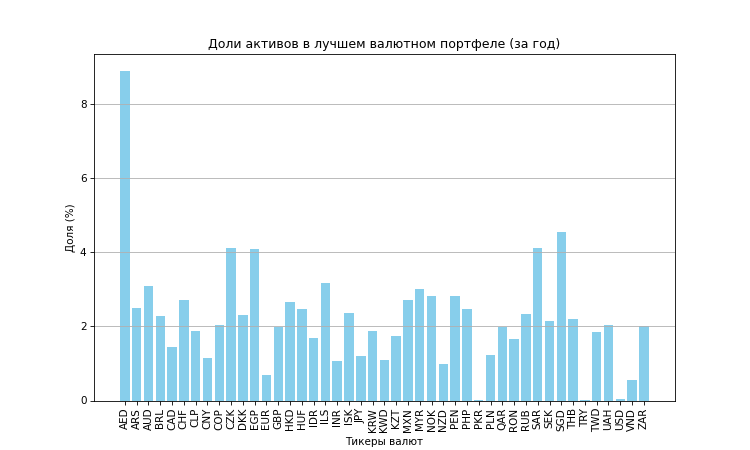 Доли активов в лучшем валютном портфеле (за год)
Доля (%)
8
6
4
2
0
AED
ARS
AUD
BRL
CAD
CHF
CLP
CNY
COP
CZK
DKK
EGP
EUR
GBP
HKD
HUF
IDR
ILS
INR
ISK
JPY
KRW
KWD
KZT
MXN
MYR
NOK
NZD
PEN
PHP
PKR
PLN
QAR
RON
RUB
SAR
SEK
SGD
THB
TRY
TWD
UAH
USD
VND
ZAR
Тикеры валют